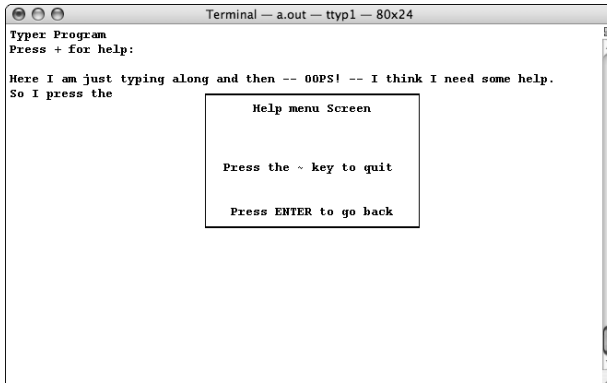 Terminal — a.out — ttyp1 — 80x24
Typer Program
Press + for help:
Here I am just typing along and then -- OOPS! -- I think I need some help.
So I press the
Help menu Screen
Press the ~ key to quit
Press ENTER to go back